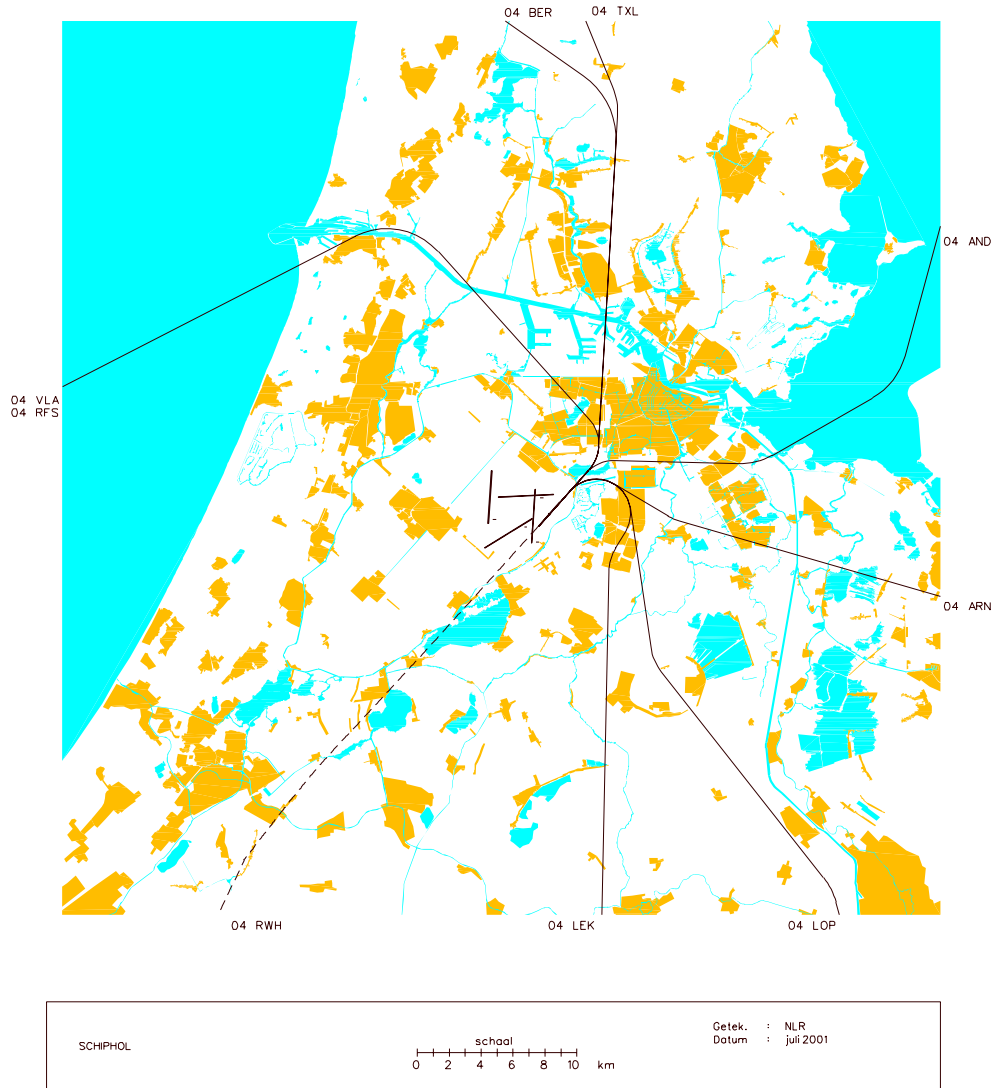 04 BER
04 TXL
04 AND
04 VLA
04 RFS
04 ARN
04 RWH
04 LEK
04 LOP
SCHIPHOL
schaal
0 2 4 6 8 10 km
Getek. : NLR
Datum : juli 2001